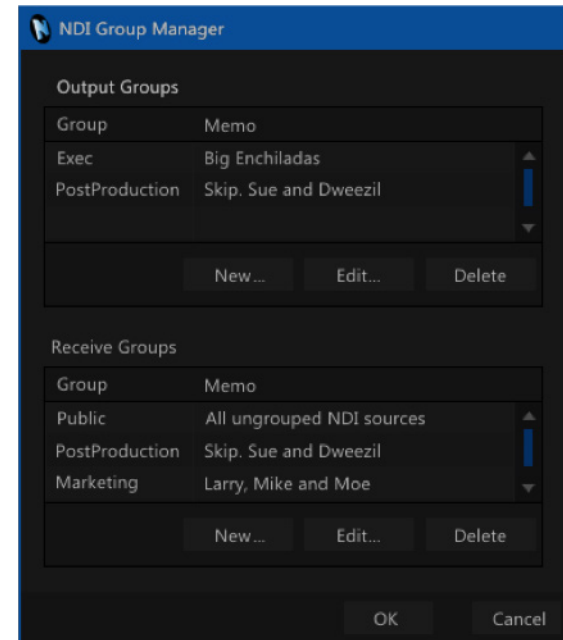 NDI Group Manager
Output Groups
Group Memo
Exec Big Enchiladas
PostProduction Skip. Sue and Dweezil
New... Edit... Delete
Receive Groups
Group Memo
Public All ungrouped NDI sources
PostProduction Skip. Sue and Dweezil
Marketing Larry, Mike and Moe
New... Edit... Delete
OK Cancel